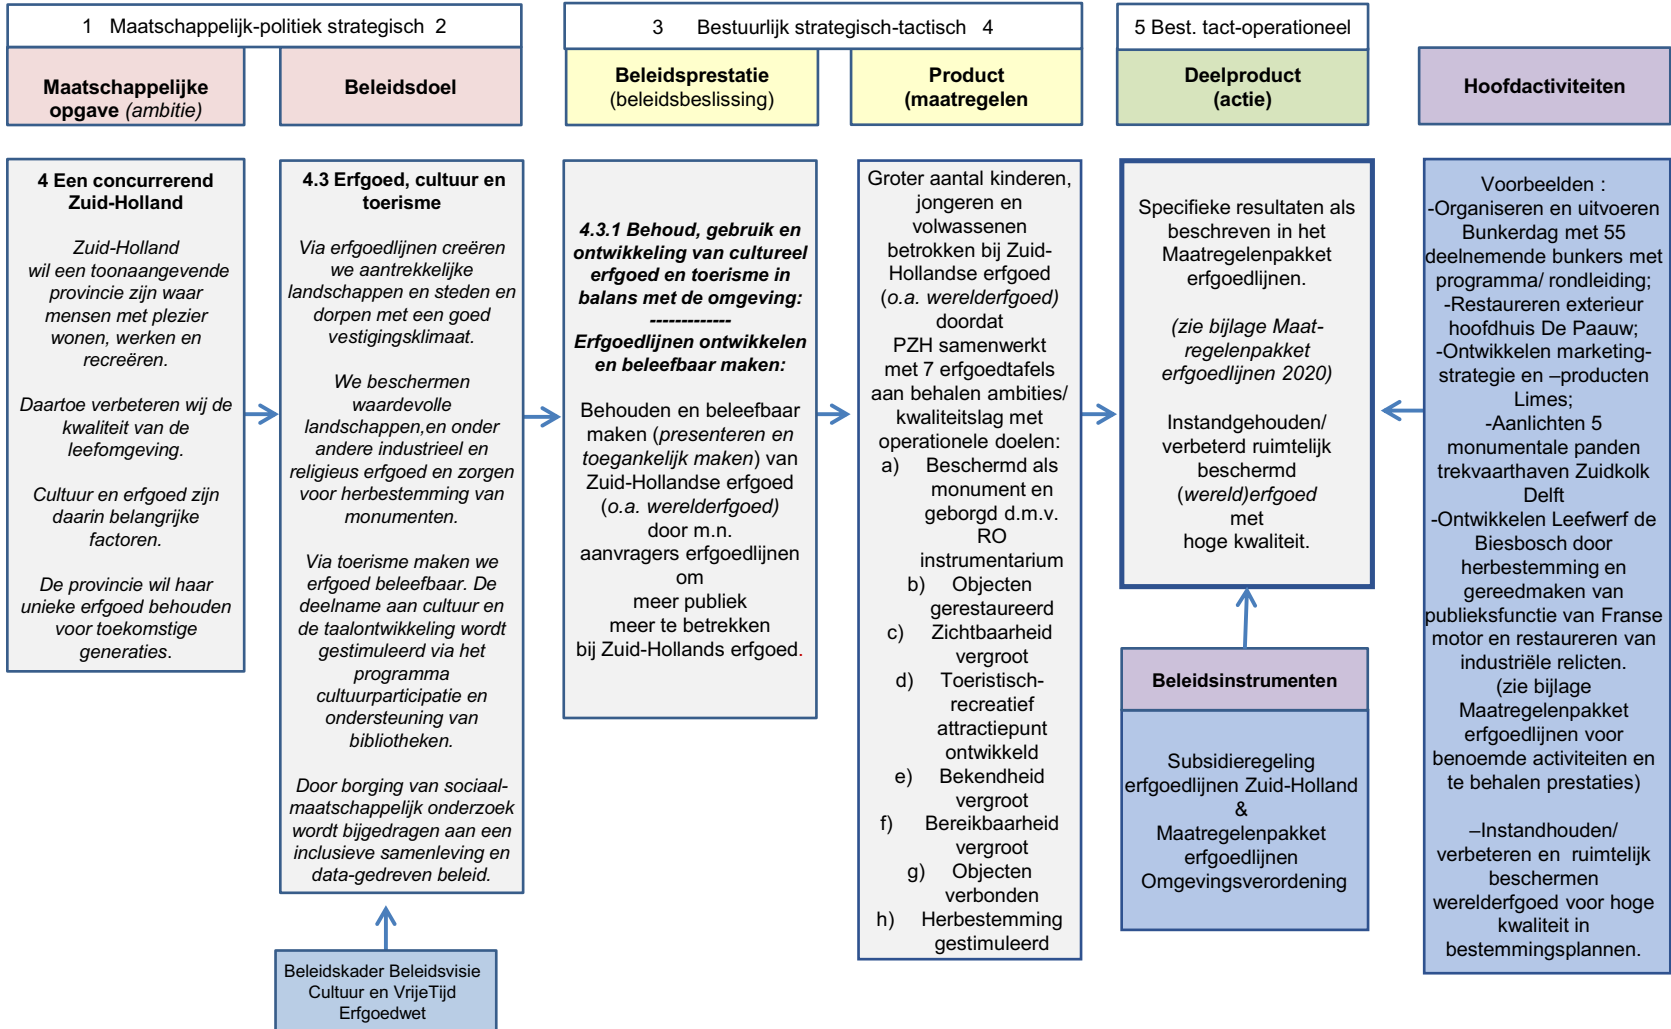 1 Maatschappelijk-politiek strategisch 2
3 Bestuurlijk strategisch-tactisch 4
5 Best. tact-operationeel
Maatschappelijke
opgave (ambitie)
Beleidsdoel
Beleidsprestatie
(beleidsbeslissing)
Product
(maatregelen
Deelproduct
(actie)
Hoofdactiviteiten
4 Een concurrerend
Zuid-Holland
Zuid-Holland
wil een toonaangevende
provincie zijn waar
mensen met plezier
wonen, werken en
recreëren.
Daartoe verbeteren wij de
kwaliteit van de
leefomgeving.
Cultuur en erfgoed zijn
daarin belangrijke
factoren.
De provincie wil haar
unieke erfgoed behouden
voor toekomstige
generaties.
4.3 Erfgoed, cultuur en
toerisme
Via erfgoedlijnen creëren
we aantrekkelijke
landschappen en steden en
dorpen met een goed
vestigingsklimaat.
We beschermen
waardevolle
landschappen,en onder
andere industrieel en
religieus erfgoed en zorgen
voor herbestemming van
monumenten.
Via toerisme maken we
erfgoed beleefbaar. De
deelname aan cultuur en
de taalontwikkeling wordt
gestimuleerd via het
programma
cultuurparticipatie en
ondersteuning van
bibliotheken.
Door borging van sociaal-
maatschappelijk onderzoek
wordt bijgedragen aan een
inclusieve samenleving en
data-gedreven beleid.
Beleidskader Beleidsvisie
Cultuur en VrijeTijd
Erfgoedwet
4.3.1 Behoud, gebruik en
ontwikkeling van cultureel
erfgoed en toerisme in
balans met de omgeving:
-------------
Erfgoedlijnen ontwikkelen
en beleefbaar maken:
Behouden en beleefbaar
maken (presenteren en
toegankelijk maken) van
Zuid-Hollandse erfgoed
(o.a. werelderfgoed)
door m.n.
aanvragers erfgoedlijnen
om
meer publiek
meer te betrekken
bij Zuid-Hollands erfgoed.
Groter aantal kinderen,
jongeren en
volwassenen
betrokken bij Zuid-
Hollandse erfgoed
(o.a. werelderfgoed)
doordat
PZH samenwerkt
met 7 erfgoedtafels
aan behalen ambities/
kwaliteitslag met
operationele doelen:
a) Beschermd als
monument en
geborgd d.m.v.
RO
instrumentarium
b) Objecten
gerestaureerd
c) Zichtbaarheid
vergroot
d) Toeristisch-
recreatief
attractiepunt
ontwikkeld
e) Bekendheid
vergroot
f) Bereikbaarheid
vergroot
g) Objecten
verbonden
h) Herbestemming
gestimuleerd
Specifieke resultaten als
beschreven in het
Maatregelenpakket
erfgoedlijnen.
(zie bijlage Maat-
regelenpakket
erfgoedlijnen 2020)
Instandgehouden/
verbeterd ruimtelijk
beschermd
(wereld)erfgoed
met
hoge kwaliteit.
Beleidsinstrumenten
Subsidieregeling
erfgoedlijnen Zuid-Holland
&
Maatregelenpakket
erfgoedlijnen
Omgevingsverordening
Voorbeelden :
-Organiseren en uitvoeren
Bunkerdag met 55
deelnemende bunkers met
programma/ rondleiding;
-Restaureren exterieur
hoofdhuis De Paauw;
-Ontwikkelen marketing-
strategie en –producten
Limes;
-Aanlichten 5
monumentale panden
trekvaarthaven Zuidkolk
Delft
-Ontwikkelen Leefwerf de
Biesbosch door
herbestemming en
gereedmaken van
publieksfunctie van Franse
motor en restaureren van
industriële relicten.
(zie bijlage
Maatregelenpakket
erfgoedlijnen voor
benoemde activiteiten en
te behalen prestaties)
–Instandhouden/
verbeteren en ruimtelijk
beschermen
werelderfgoed voor hoge
kwaliteit in
bestemmingsplannen.